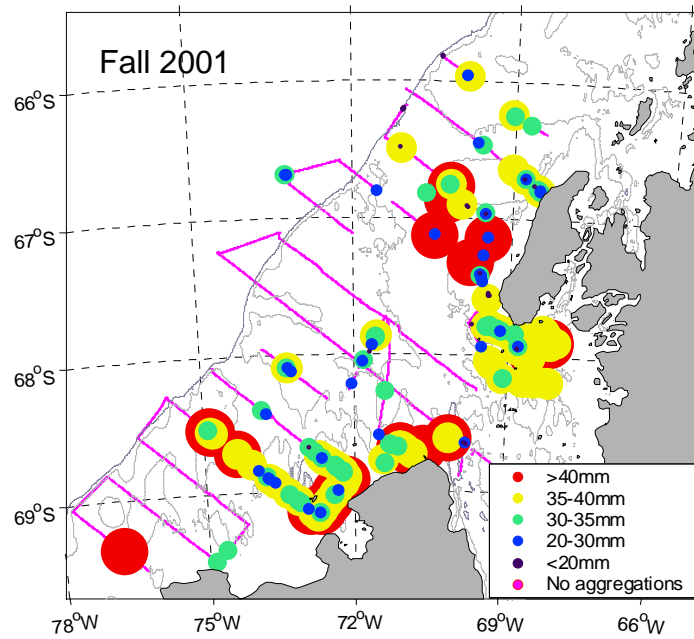 Fall 2001
66°S
67°S
68°S
69°S
>40mm
35-40mm
30-35mm
20-30mm
<20mm
No aggregations
78°W
75°W
72°W
69°W
66°W